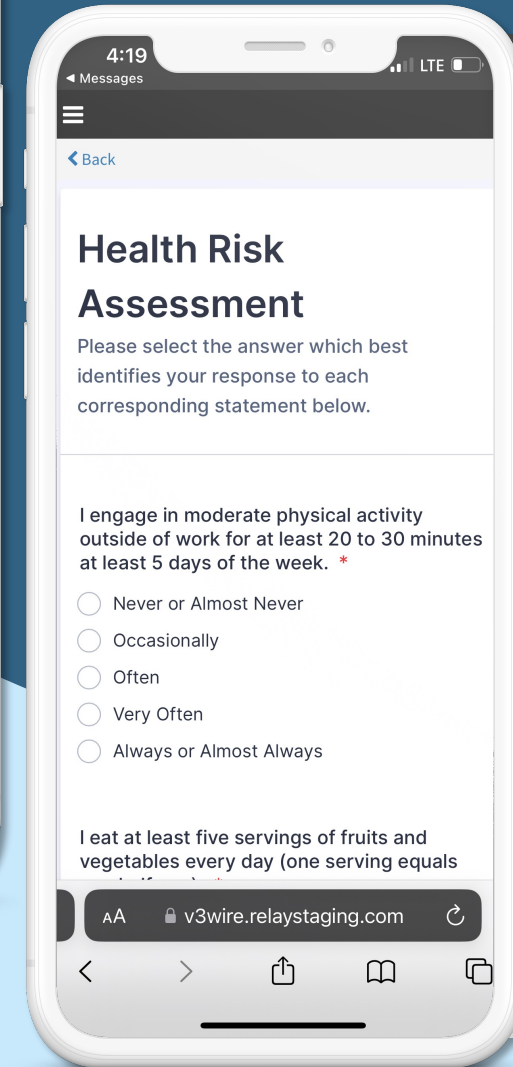 4:19
LTE
◀ Messages
Back
Health Risk
Assessment
Please select the answer which best
identifies your response to each
corresponding statement below.
I engage in moderate physical activity
outside of work for at least 20 to 30 minutes
at least 5 days of the week. *
Never or Almost Never
Occasionally
Often
Very Often
Always or Almost Always
I eat at least five servings of fruits and
vegetables every day (one serving equals
AA
v3wire.relaystaging.com